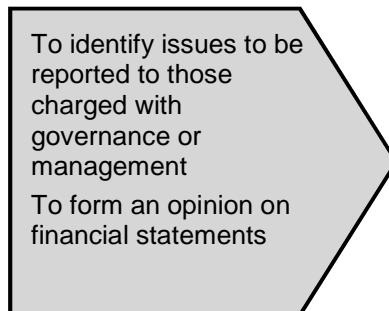 To identify issues to be
reported to those
charged with
governance or
management
To form an opinion on
financial statements